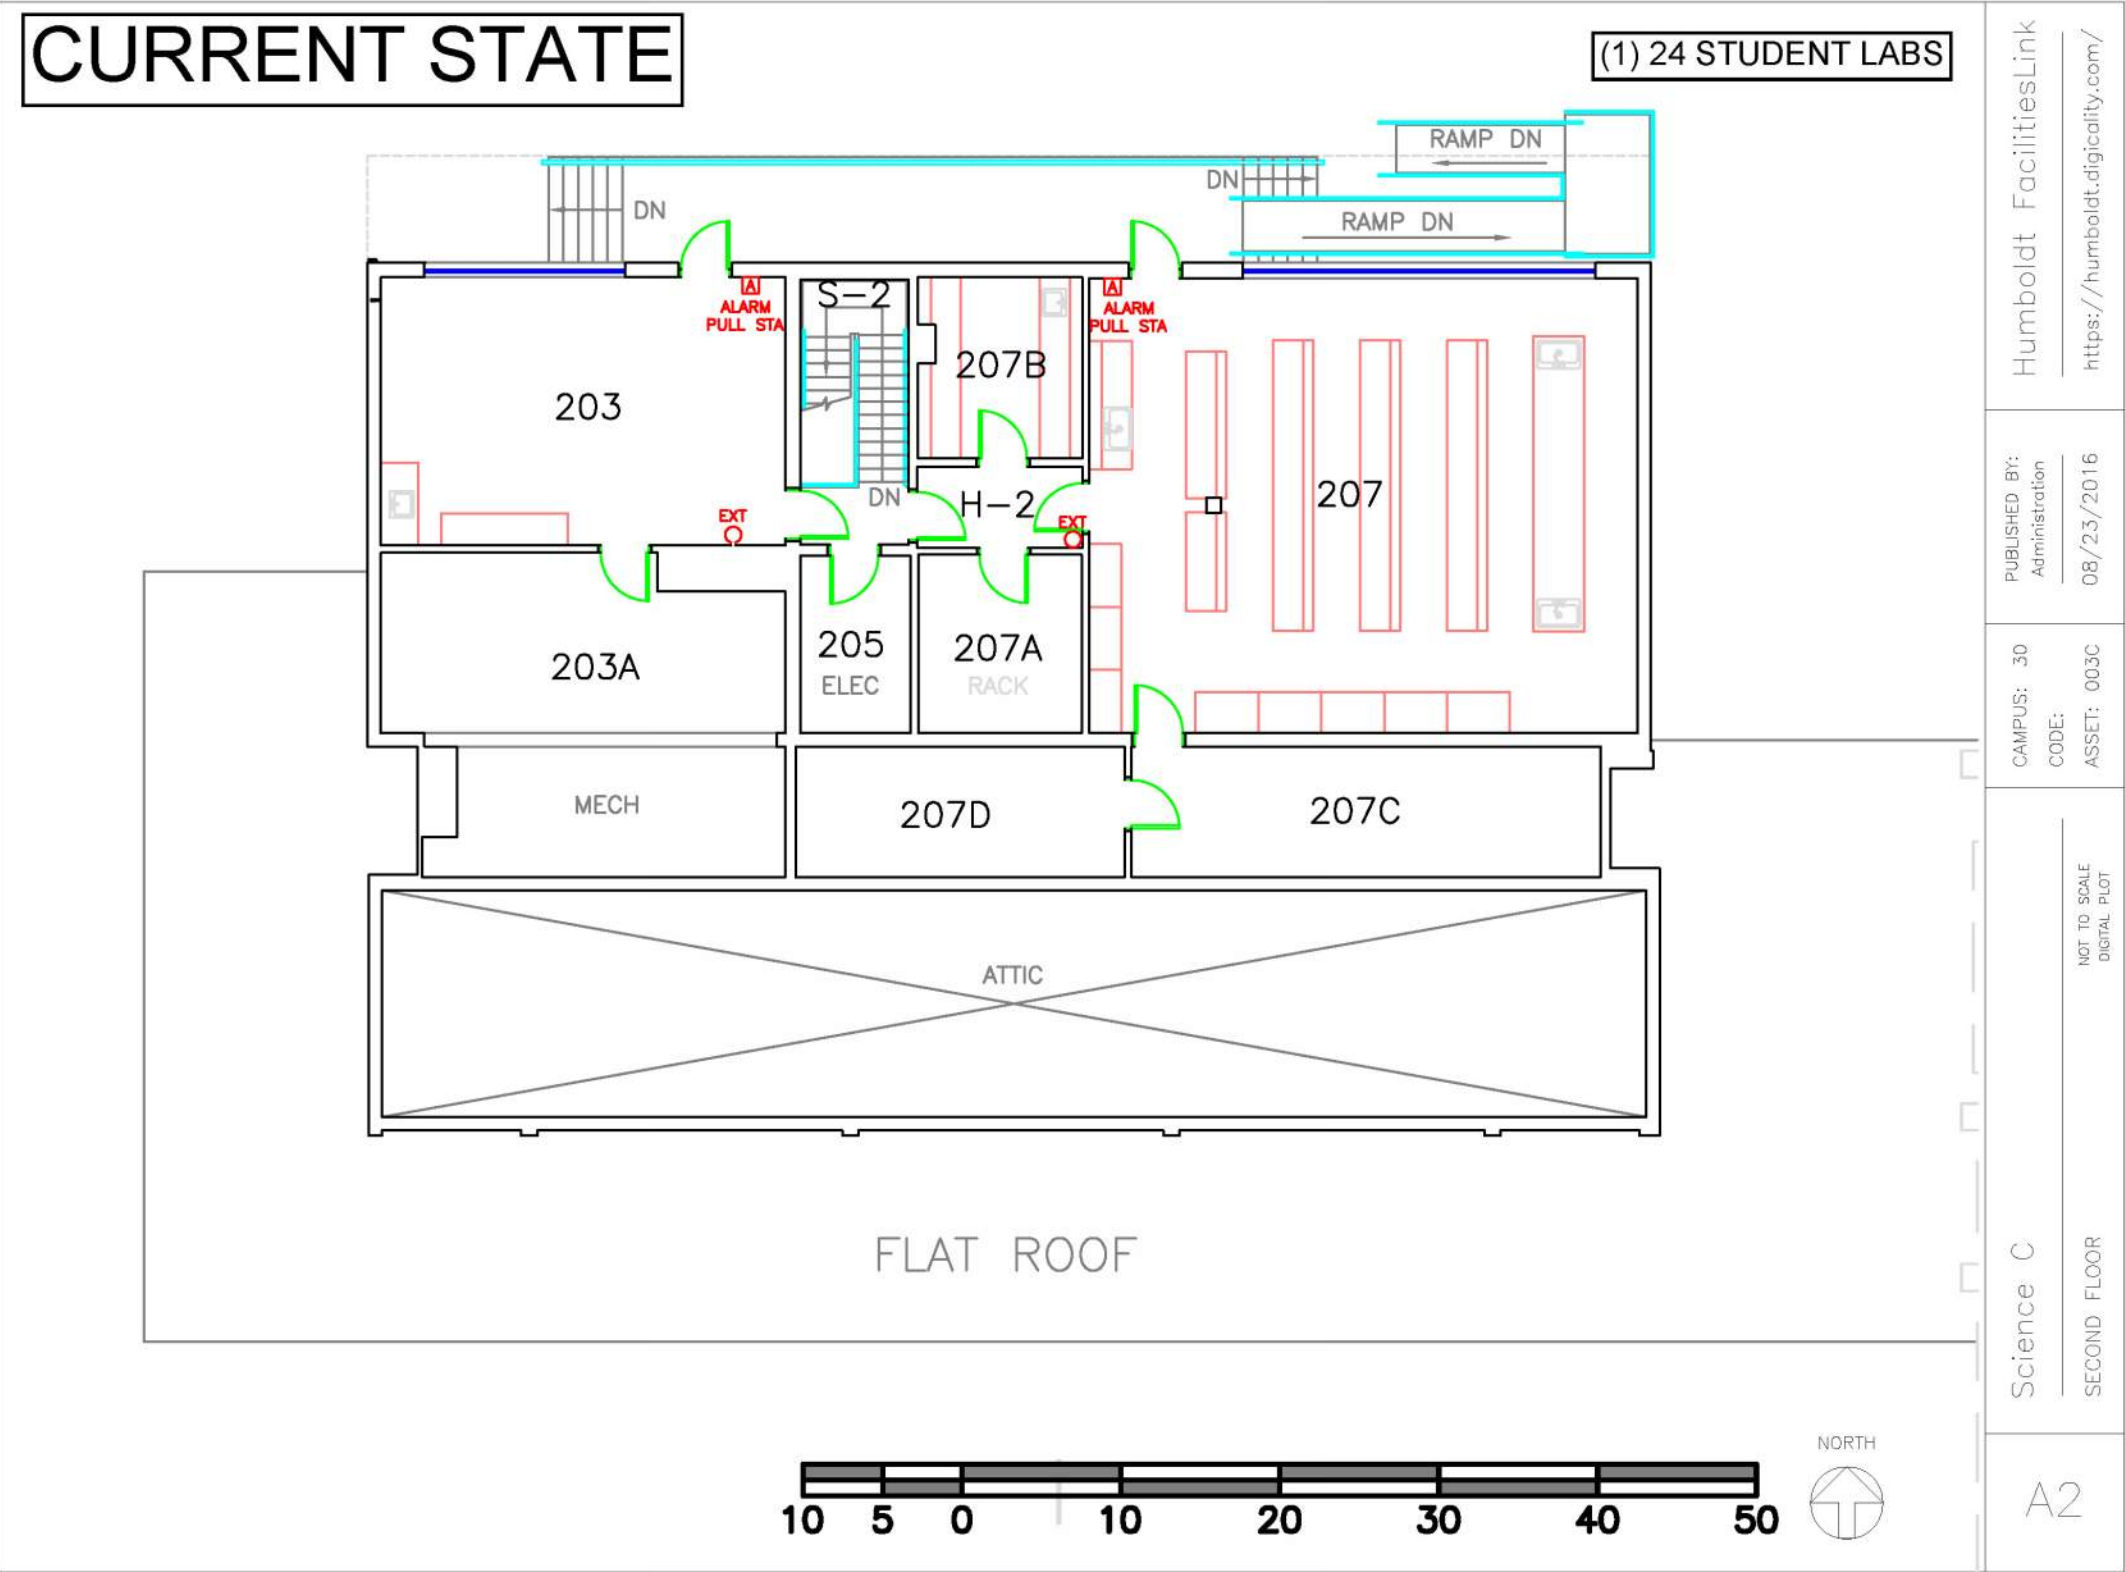 CURRENT STATE
(1) 24 STUDENT LABS
RAMP DN
DN
DN
RAMP DN
A
ALARM
PULL STA
S-2
A
ALARM
PULL STA
207B
203
207
DN
H-2
EXT
EXT
205
ELEC
207A
RACK
203A
MECH
207D
207C
ATTIC
FLAT ROOF
10 5 0 10 20 30 40 50
NORTH
Humboldt FacilitiesLink
https://humboldt.digicality.com/
PUBLISHED BY:
Administration
08/23/2016
CAMPUS: 30
CODE:
ASSET: 003C
NOT TO SCALE
DIGITAL PLOT
Science C
SECOND FLOOR
A2